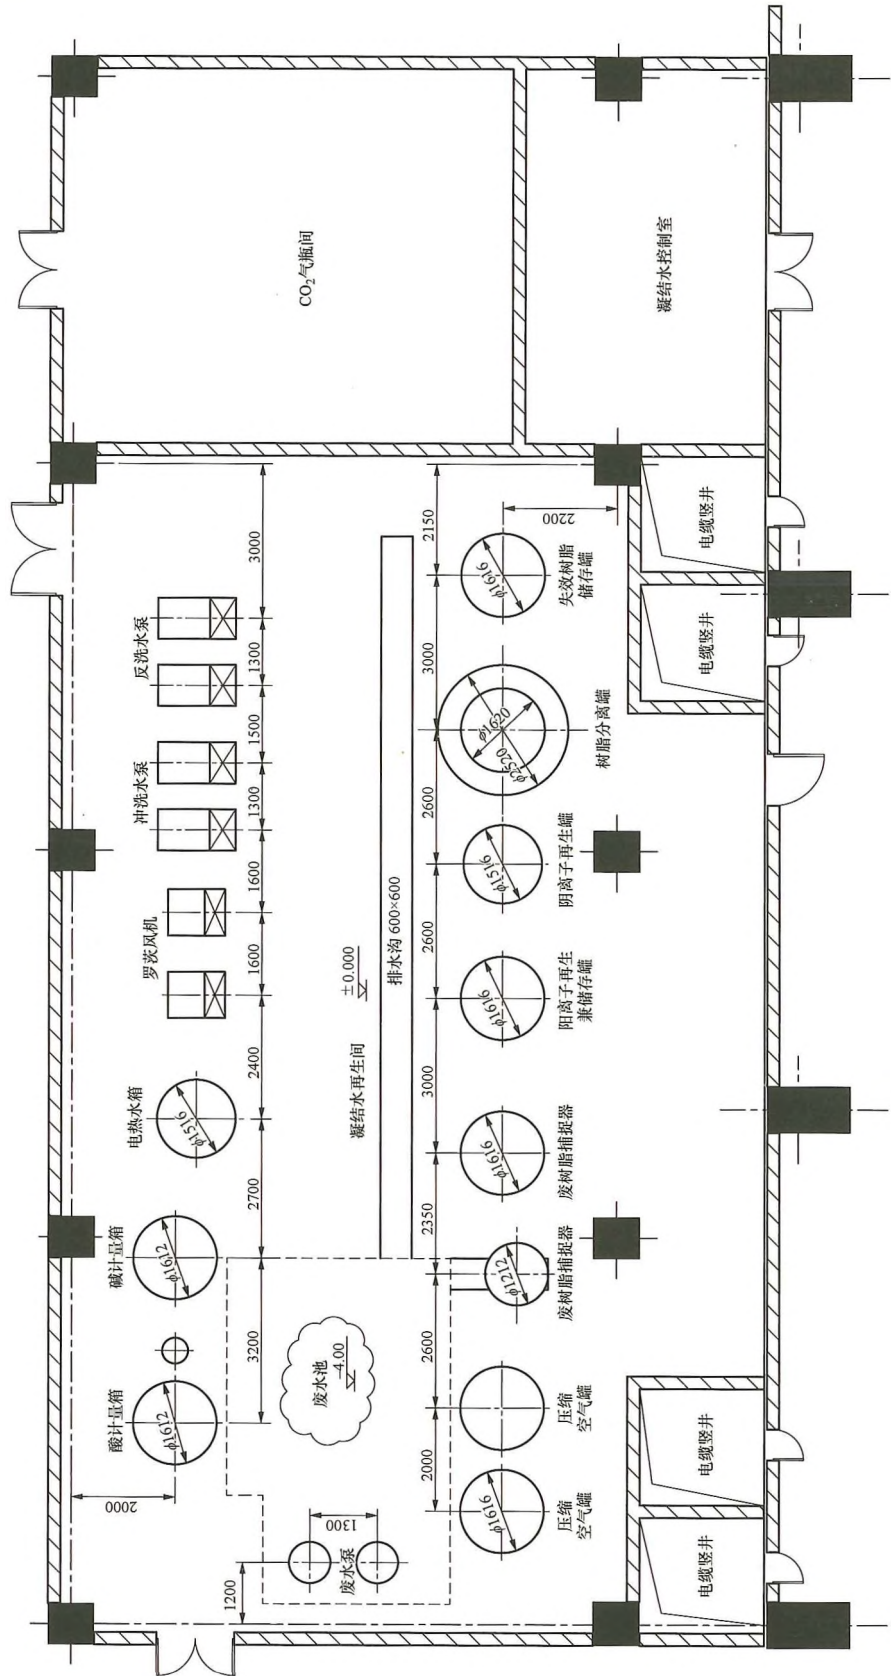 酸计量箱
碱计量箱
电热水箱
罗茨风机
冲洗水泵
反洗水泵
φ1612
φ1612
φ1516
2000
1200
3200
2700
2400
1600
1600
1300
1500
1300
3000
CO₂气瓶间
废水泵
1300
废水池
-4.00
凝结水再生间
±0.000
排水沟 600×600
2000
2600
2350
3000
2600
2600
3000
2150
φ1616
φ1212
φ1616
φ1616
φ1516
φ1620
φ2520
φ1616
2200
压缩
空气罐
压缩
空气罐
废树脂捕捉器
废树脂捕捉器
阳离子再生
兼储存罐
阴离子再生罐
树脂分离罐
失效树脂
储存罐
凝结水控制室
电缆竖井
电缆竖井
电缆竖井
电缆竖井